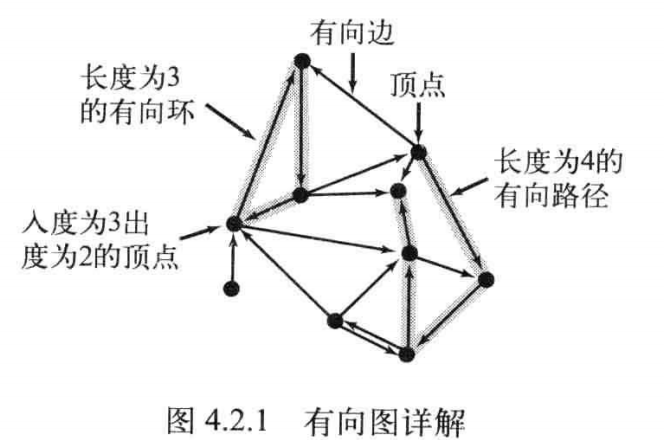 有向边
长度为3
的有向环
顶点
长度为4的
有向路径
入度为3出
度为2的顶点
图 4.2.1 有向图详解